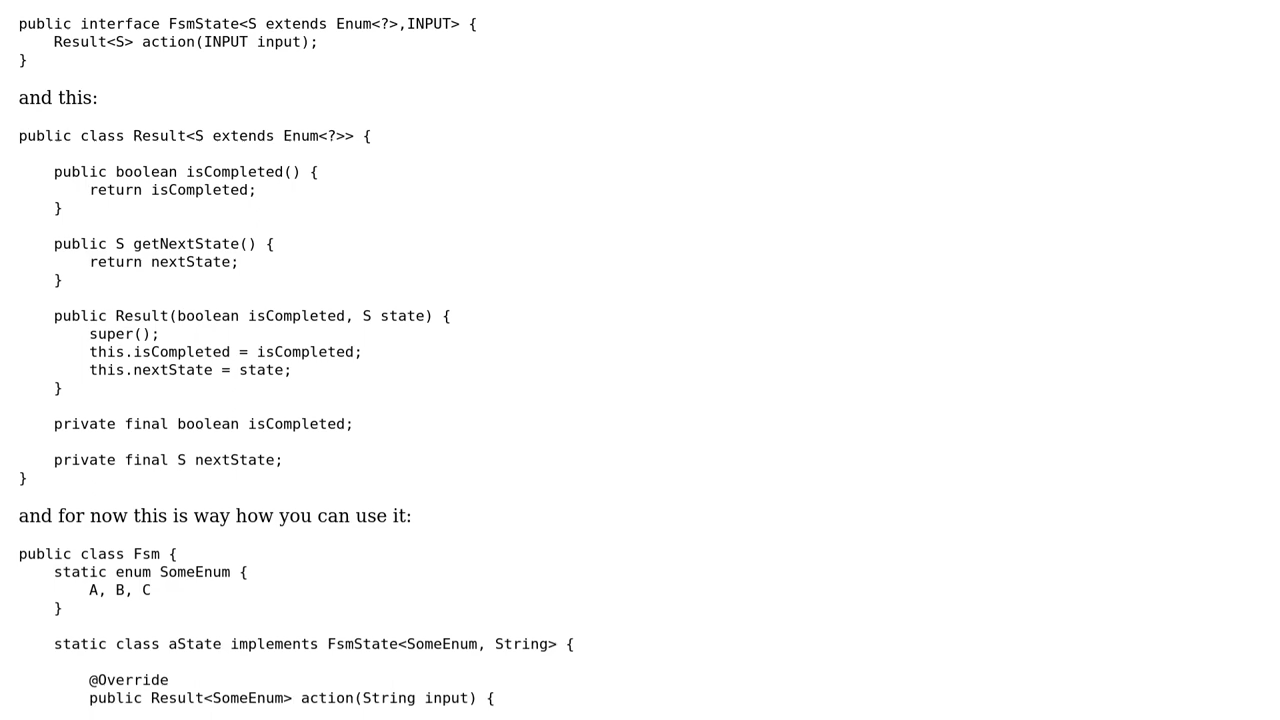 public interface FsmState<S extends Enum<?>,INPUT> {
    Result<S> action(INPUT input);
}
and this:
public class Result<S extends Enum<?>> {
    public boolean isCompleted() {
        return isCompleted;
    }
    public S getNextState() {
        return nextState;
    }
    public Result(boolean isCompleted, S state) {
        super();
        this.isCompleted = isCompleted;
        this.nextState = state;
    }
    private final boolean isCompleted;
    private final S nextState;
}
and for now this is way how you can use it:
public class Fsm {
    static enum SomeEnum {
        A, B, C
    }
    static class aState implements FsmState<SomeEnum, String> {
        @Override
        public Result<SomeEnum> action(String input) {